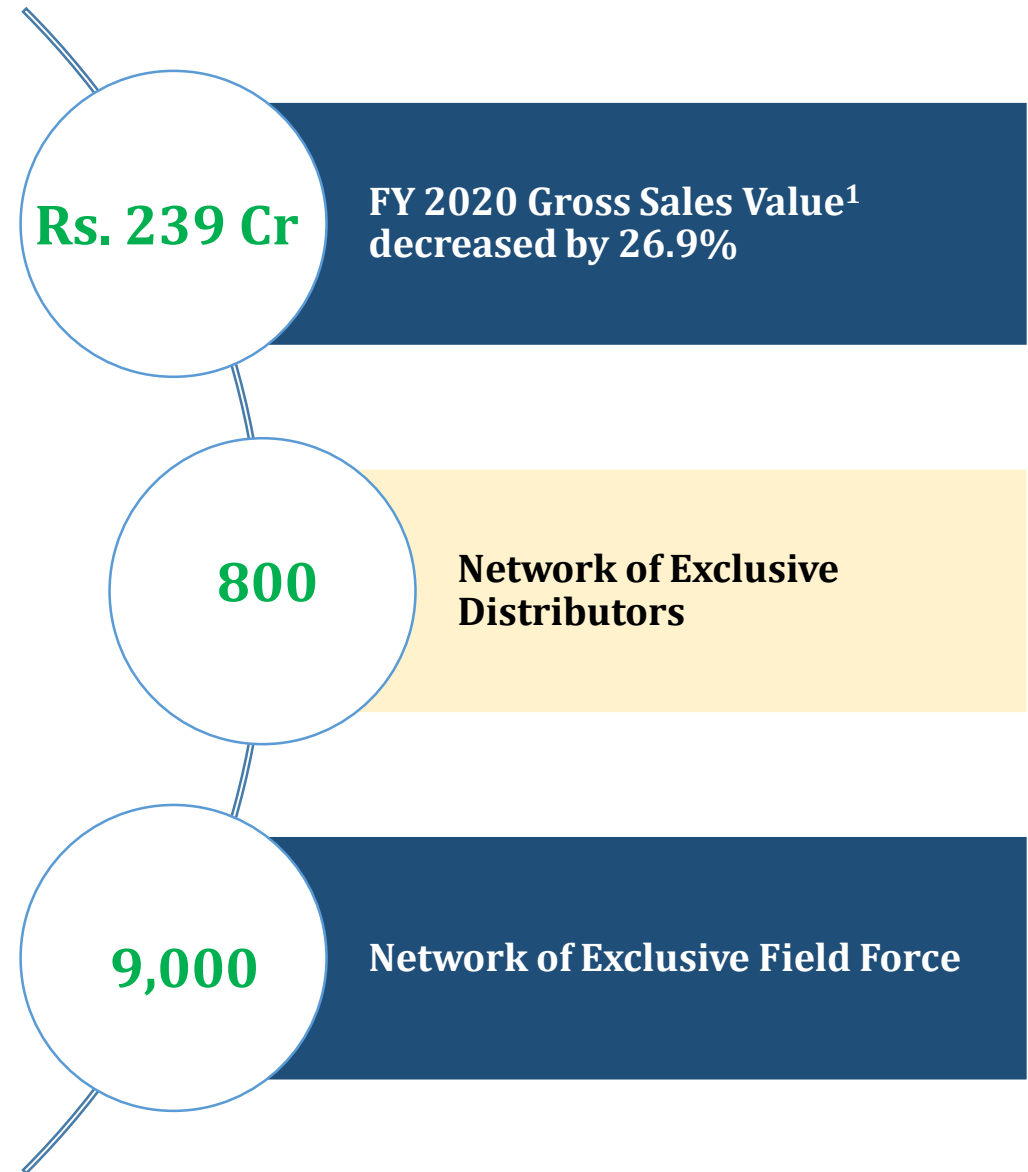 Rs. 239 Cr
FY 2020 Gross Sales Value¹
decreased by 26.9%
800
Network of Exclusive
Distributors
9,000
Network of Exclusive Field Force